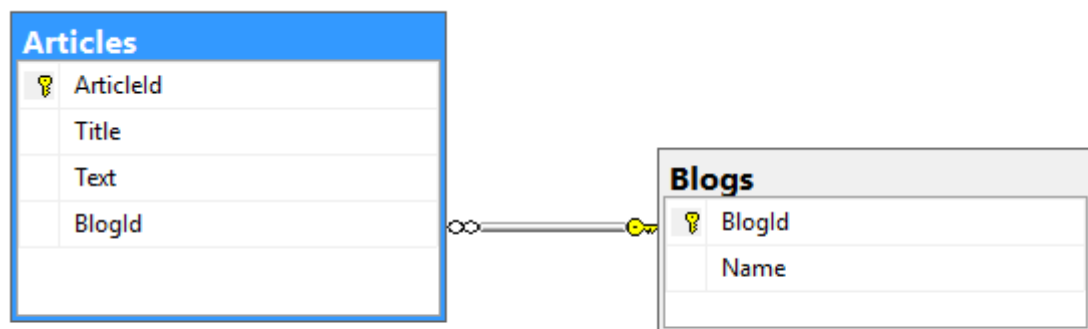 Articles
ArticleId
Title
Text
BlogId
Blogs
BlogId
Name